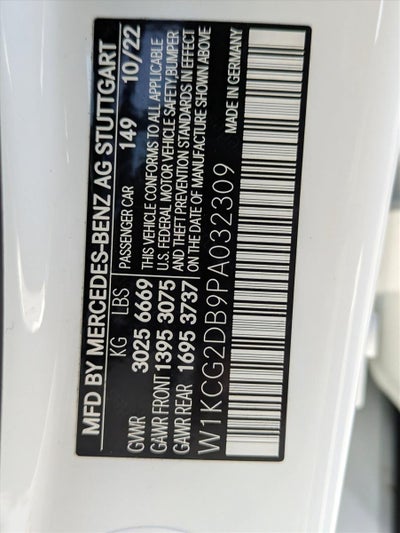 MFD BY MERCEDES-BENZ AG STUTTGART
KG LBS PASSENGER CAR 149 10/22
GVWR 3025 6669 THIS VEHICLE CONFORMS TO ALL APPLICABLE
GAWR FRONT 1395 3075 U.S. FEDERAL MOTOR VEHICLE SAFETY,BUMPER
GAWR REAR 1695 3737 AND THEFT PREVENTION STANDARDS IN EFFECT
ON THE DATE OF MANUFACTURE SHOWN ABOVE
W1KCG2DB9PA032309 MADE IN GERMANY